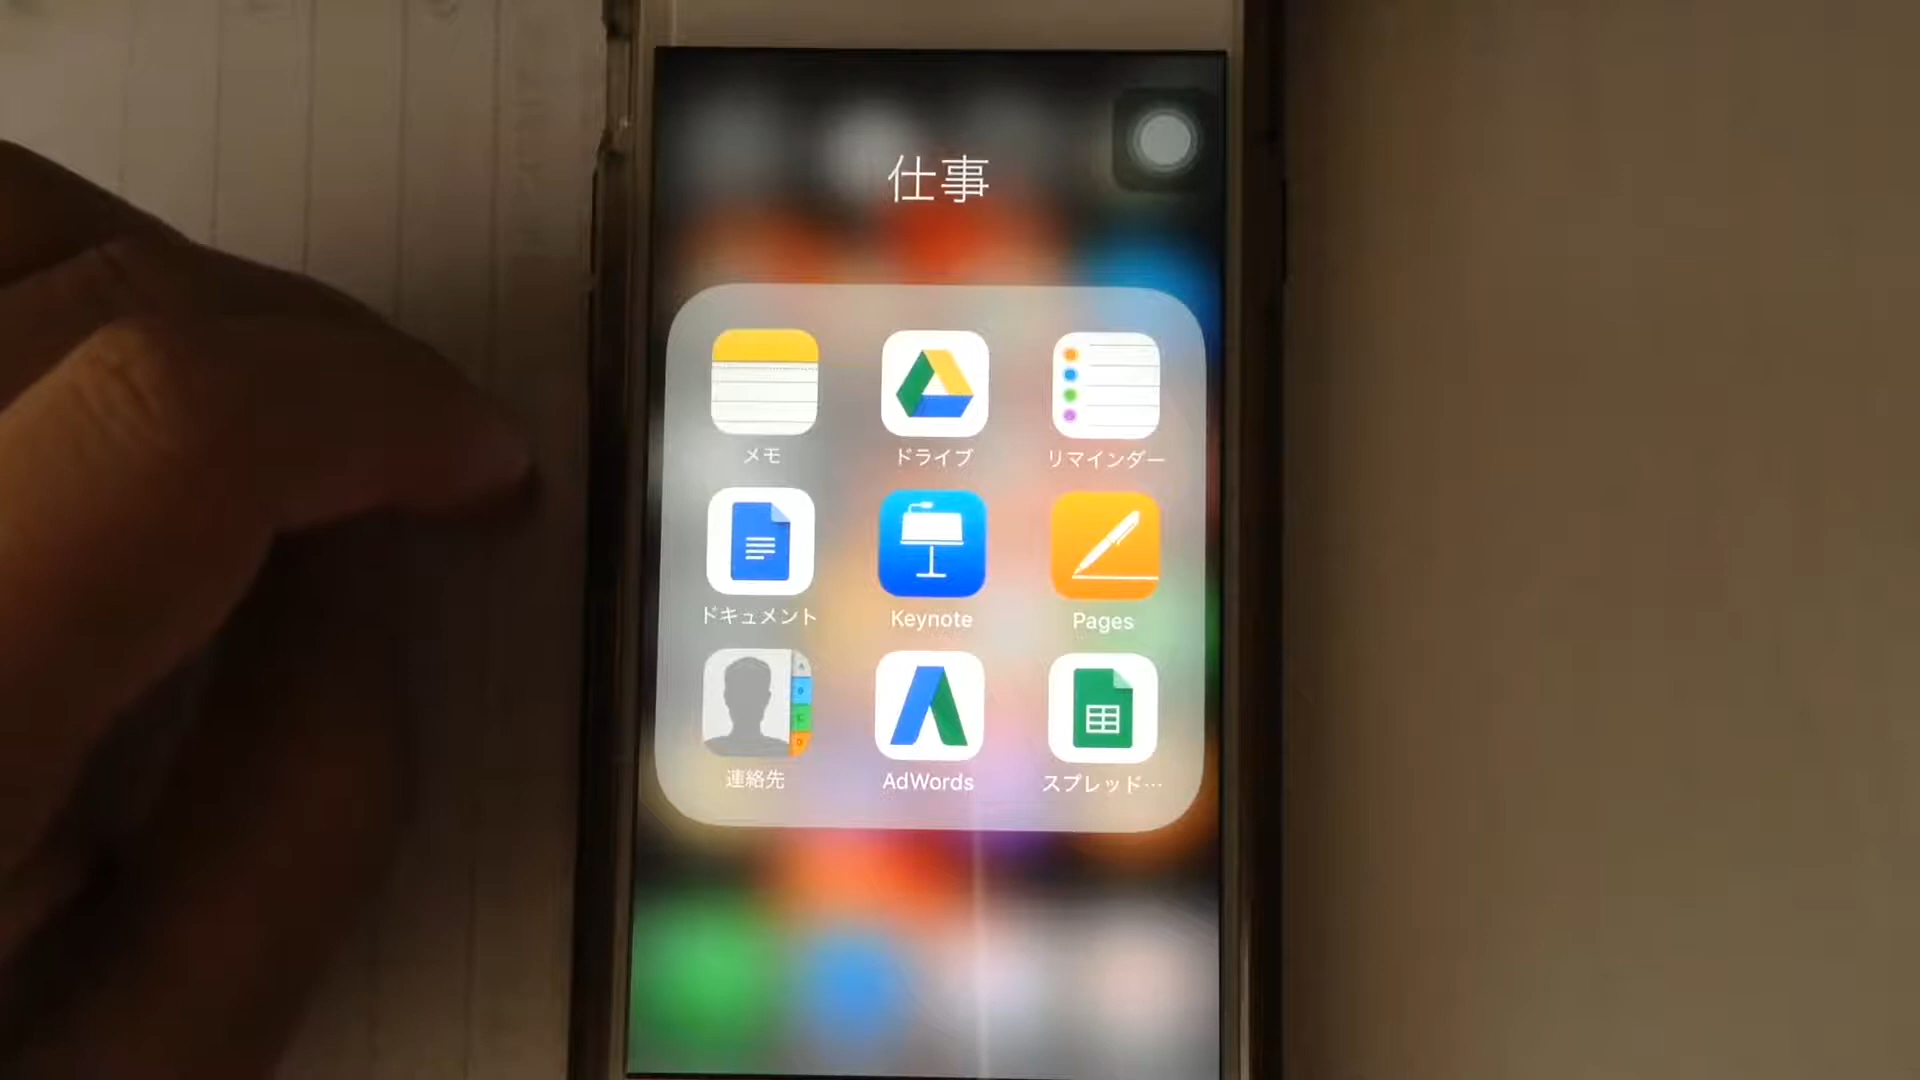 仕事
メモ
ドライブ
リマインダー
ドキュメント
Keynote
Pages
連絡先
AdWords
スプレッド…